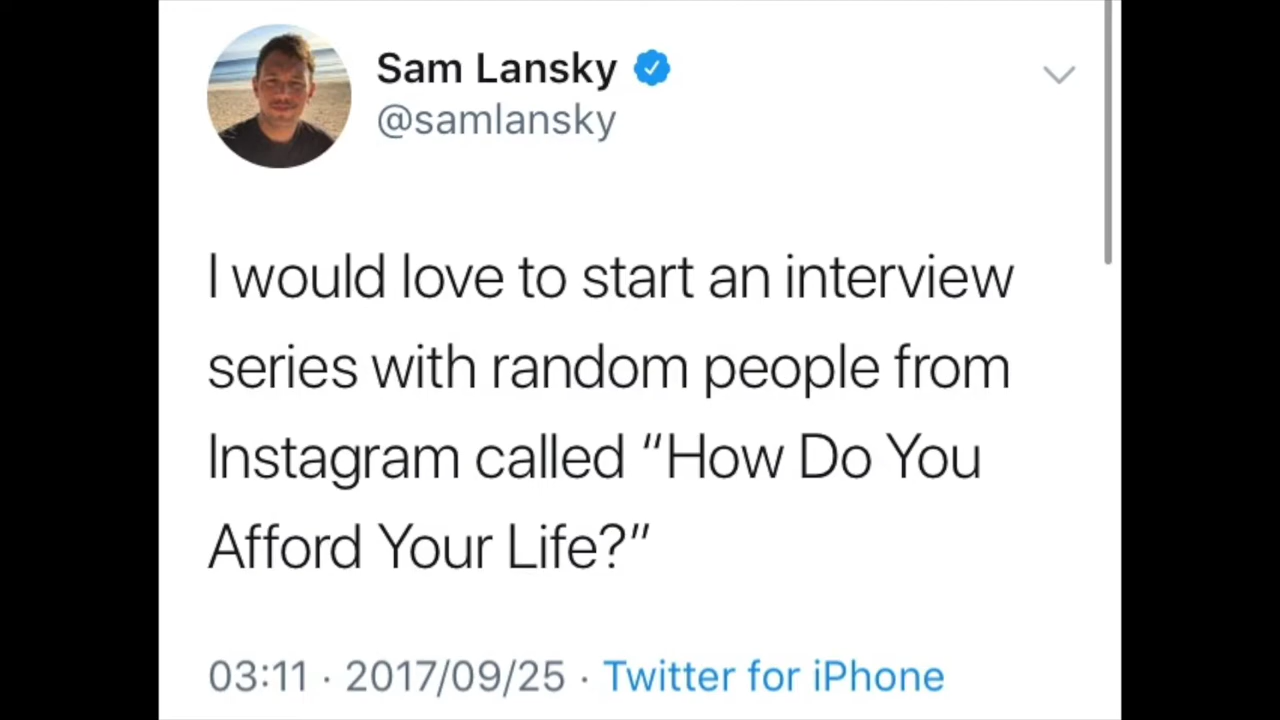 Sam Lansky
@samlansky
I would love to start an interview
series with random people from
Instagram called “How Do You
Afford Your Life?”
03:11 · 2017/09/25 · Twitter for iPhone